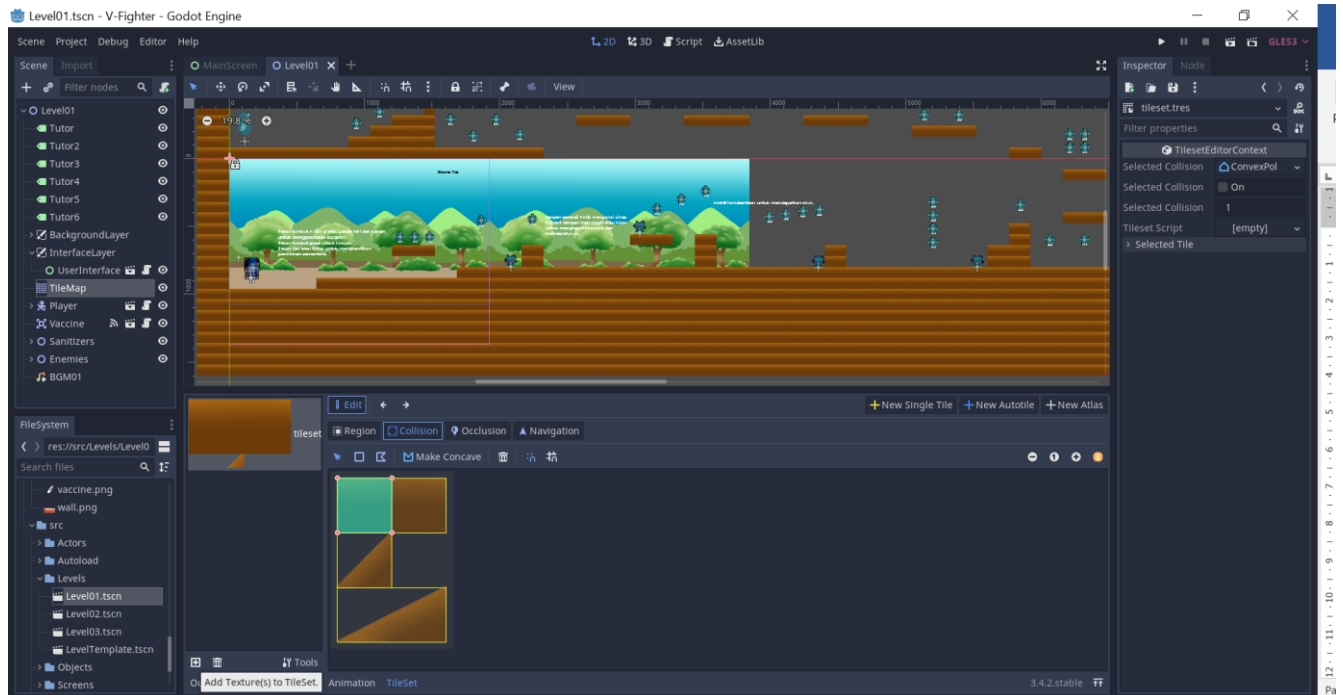 Level01.tscn - V-Fighter - Godot Engine
Scene Project Debug Editor Help
2D 3D Script AssetLib
GLES3
Scene Import
MainScreen Level01
Inspector Node
Filter nodes
View
Level01
Tutor
Tutor2
Tutor3
Tutor4
Tutor5
Tutor6
BackgroundLayer
InterfaceLayer
UserInterface
TileMap
Player
Vaccine
Sanitizers
Enemies
BGM01
19.8
0 1000 2000 3000 4000 5000 6000
0
1000
tileset.tres
Filter properties
TilesetEditorContext
Selected Collision ConvexPol
Selected Collision On
Selected Collision 1
Tileset Script [empty]
Selected Tile
FileSystem
res://src/Levels/Level0
Search files
vaccine.png
wall.png
src
Actors
Autoload
Levels
Level01.tscn
Level02.tscn
Level03.tscn
LevelTemplate.tscn
Objects
Screens
tileset
Edit
New Single Tile New Autotile New Atlas
Region Collision Occlusion Navigation
Make Concave
1
Tools
Add Texture(s) to TileSet.
Animation TileSet
3.4.2.stable